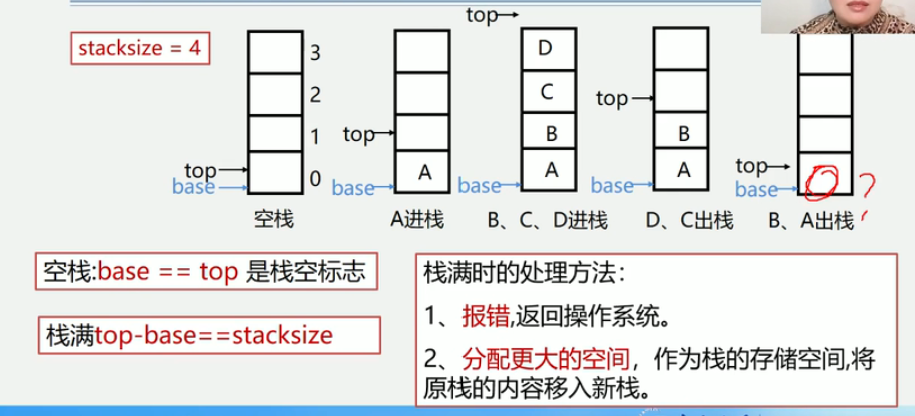 top
stacksize = 4
3
2
1
0
top
base
空栈
top
A
base
A进栈
D
C
B
A
base
B、C、D进栈
top
B
A
base
D、C出栈
top
base
?
B、A出栈
空栈:base == top 是栈空标志
栈满top-base==stacksize
栈满时的处理方法：
1、报错,返回操作系统。
2、分配更大的空间，作为栈的存储空间,将
原栈的内容移入新栈。